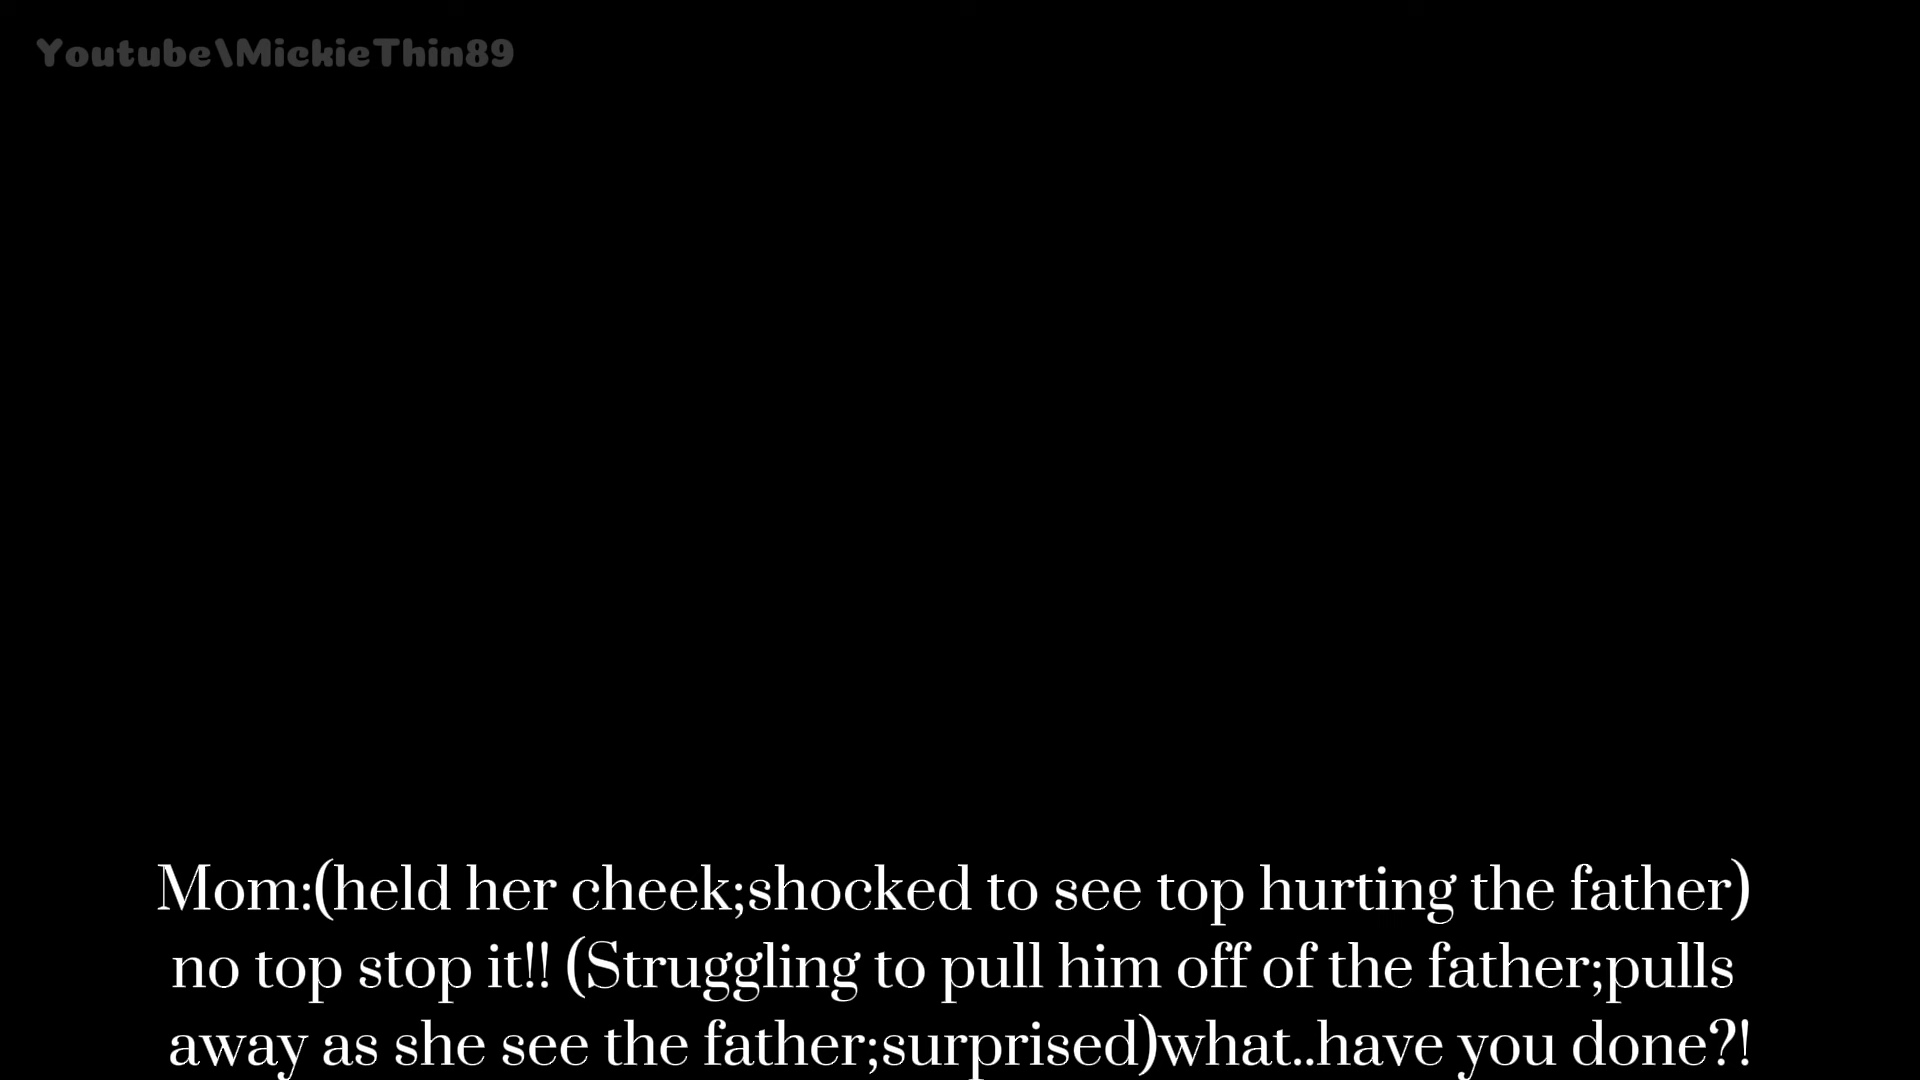 Youtube\MickieThin89
Mom:(held her cheek;shocked to see top hurting the father)
no top stop it!! (Struggling to pull him off of the father;pulls
away as she see the father;surprised)what..have you done?!